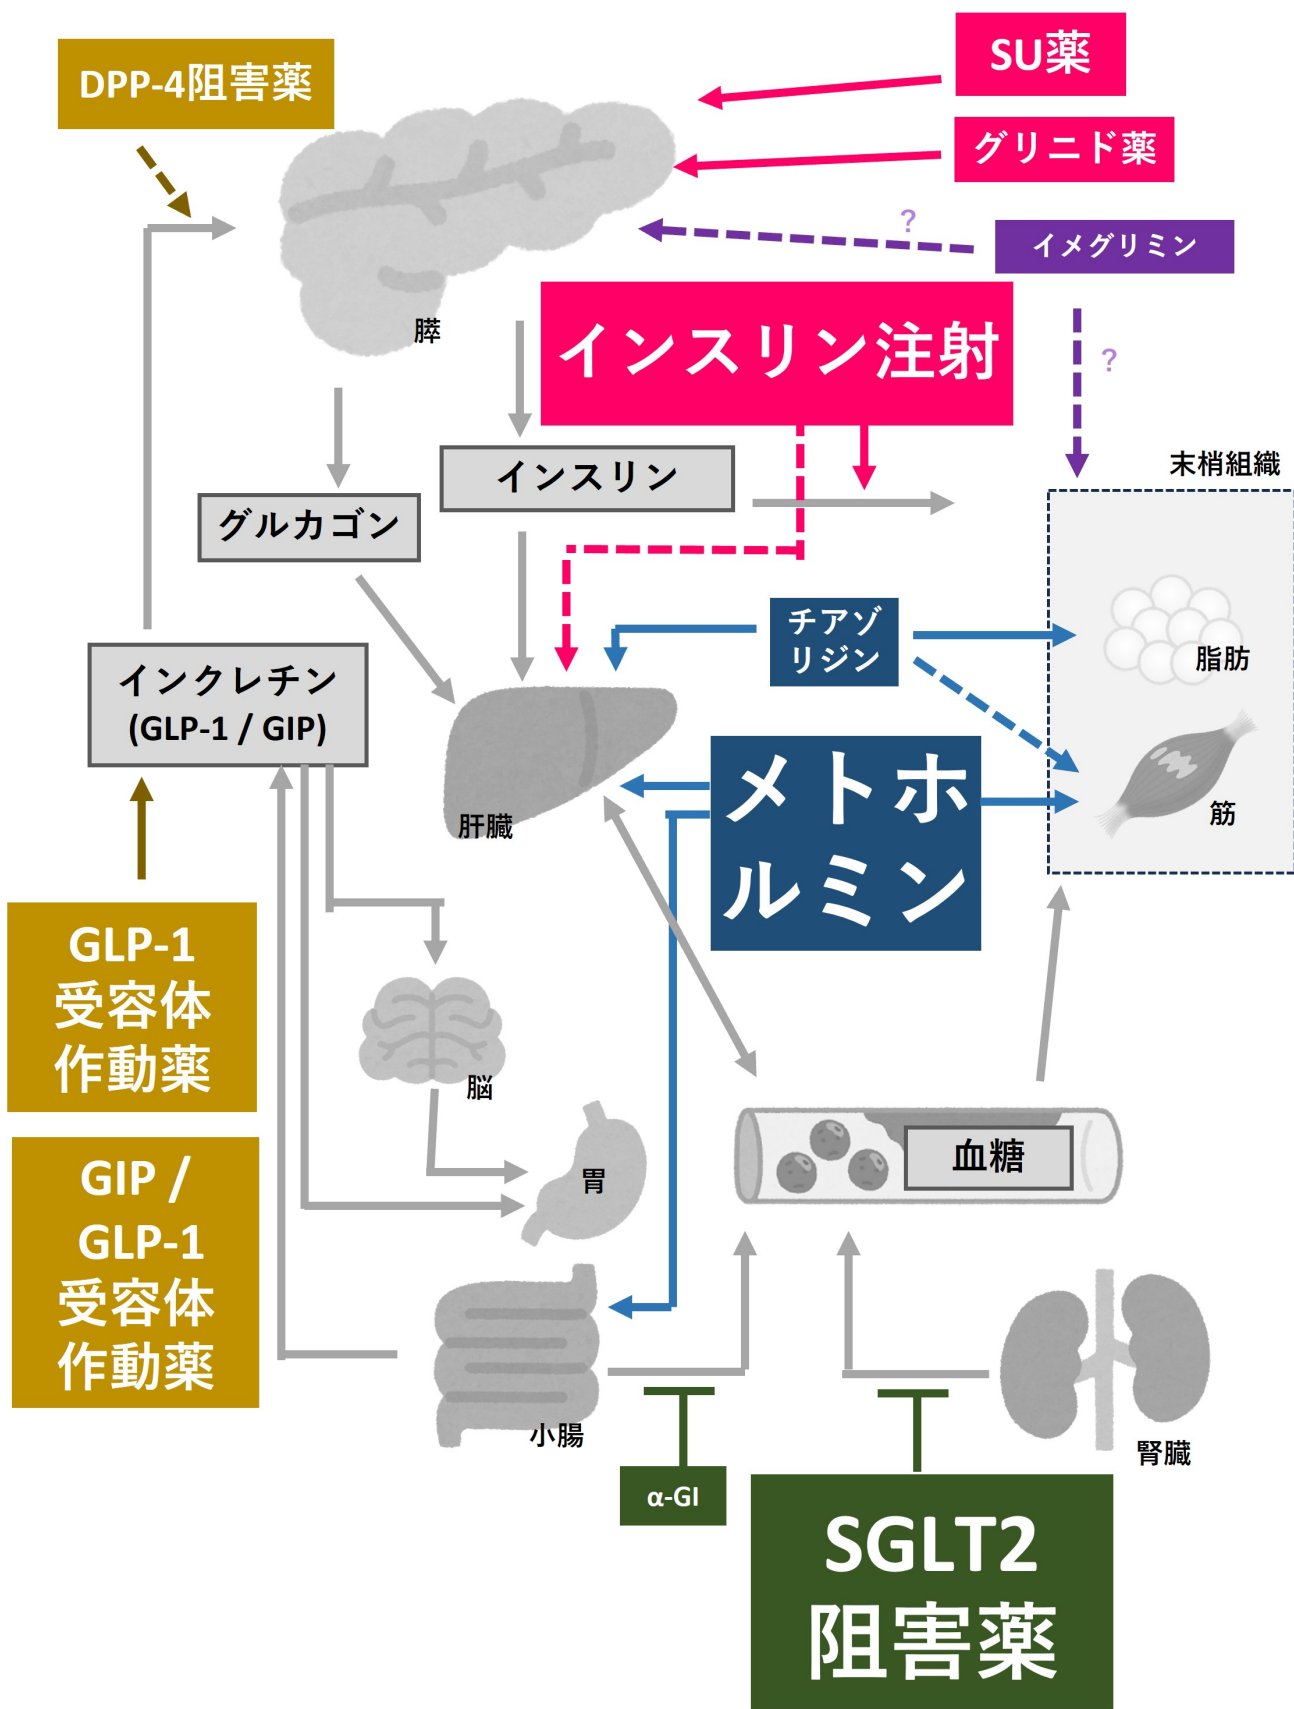 DPP-4阻害薬
SU薬
グリニド薬
?
イメグリミン
膵
インスリン注射
?
末梢組織
インスリン
グルカゴン
チアゾ
リジン
脂肪
インクレチン
(GLP-1 / GIP)
メトホ
ルミン
肝臓
筋
GLP-1
受容体
作動薬
脳
血糖
胃
GIP /
GLP-1
受容体
作動薬
小腸
腎臓
α-GI
SGLT2
阻害薬